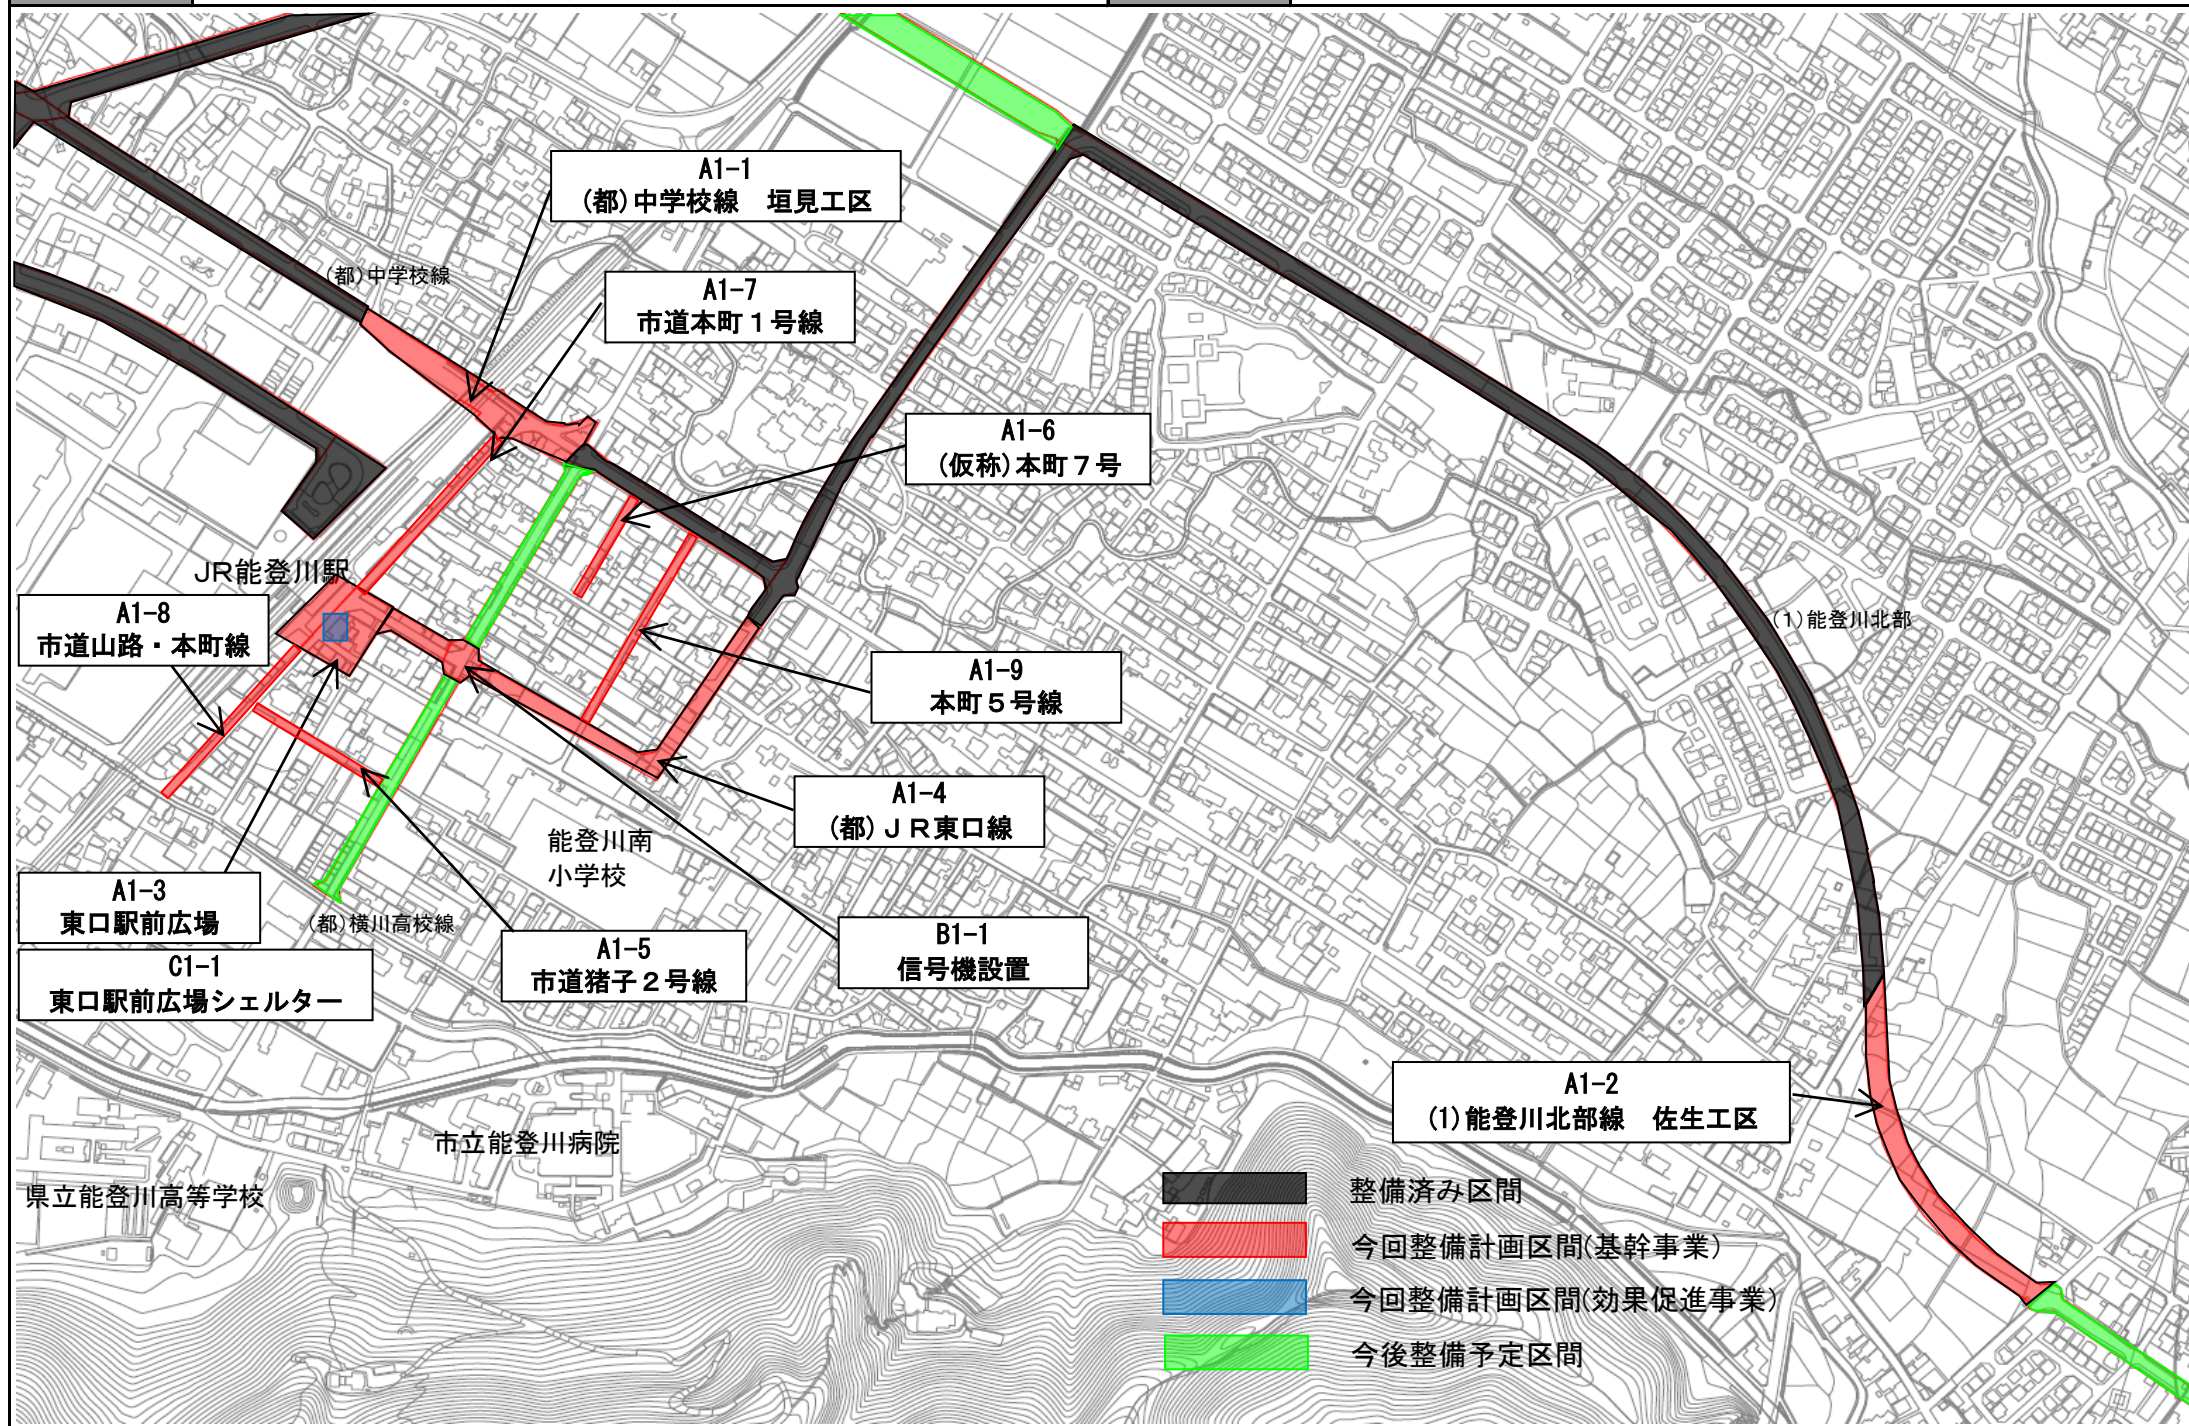 A1-1
(都)中学校線　垣見工区
(都)中学校線
A1-7
市道本町１号線
A1-6
(仮称)本町７号
JR能登川駅
A1-8
市道山路・本町線
(1)能登川北部
A1-9
本町５号線
A1-4
(都)ＪＲ東口線
能登川南
小学校
A1-3
東口駅前広場
(都)横川高校線
C1-1
東口駅前広場シェルター
A1-5
市道猪子２号線
B1-1
信号機設置
A1-2
(1)能登川北部線　佐生工区
市立能登川病院
県立能登川高等学校
整備済み区間
今回整備計画区間(基幹事業)
今回整備計画区間(効果促進事業)
今後整備予定区間